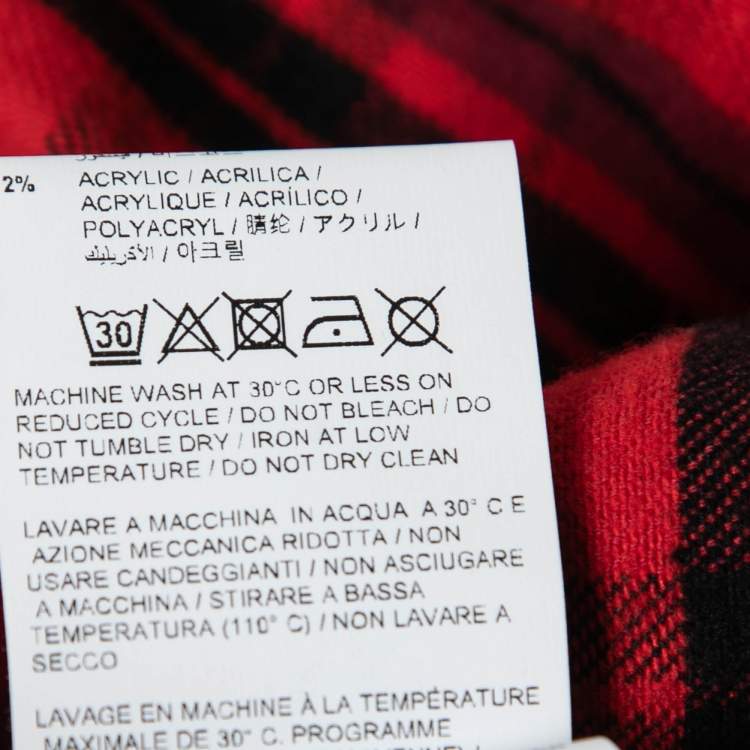 2% ACRYLIC / ACRILICA /
ACRYLIQUE / ACRÍLICO /
POLYACRYL / 腈纶 / アクリル /
الأكريليك / 아크릴
30
MACHINE WASH AT 30°C OR LESS ON
REDUCED CYCLE / DO NOT BLEACH / DO
NOT TUMBLE DRY / IRON AT LOW
TEMPERATURE / DO NOT DRY CLEAN
LAVARE A MACCHINA IN ACQUA A 30° C E
AZIONE MECCANICA RIDOTTA / NON
USARE CANDEGGIANTI / NON ASCIUGARE
A MACCHINA / STIRARE A BASSA
TEMPERATURA (110° C) / NON LAVARE A
SECCO
LAVAGE EN MACHINE À LA TEMPÉRATURE
MAXIMALE DE 30° C. PROGRAMME